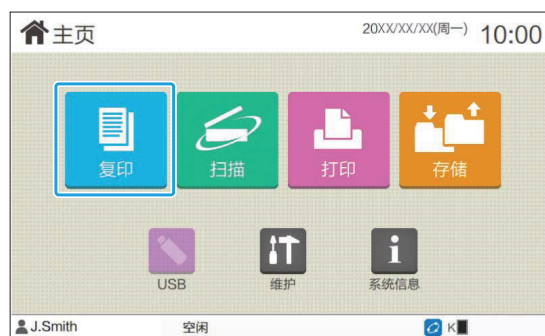 主页 20XX/XX/XX(周一) 10:00
复印 扫描 打印 存储
USB 维护 系统信息
J.Smith 空闲 K